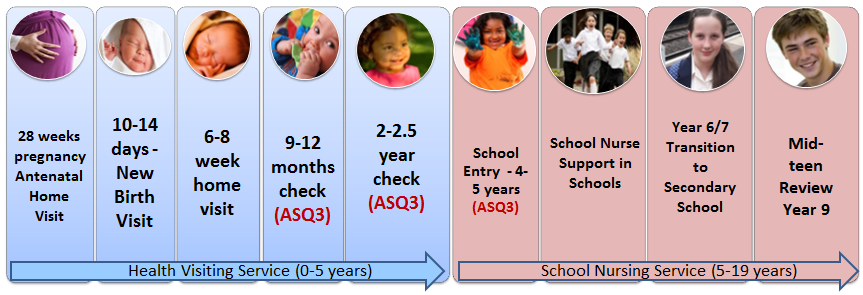 28 weeks
pregnancy
Antenatal
Home
Visit
10-14
days -
New
Birth
Visit
6-8
week
home
visit
9-12
months
check
(ASQ3)
2-2.5
year
check
(ASQ3)
School
Entry - 4-
5 years
(ASQ3)
School Nurse
Support in
Schools
Year 6/7
Transition
to
Secondary
School
Mid-
teen
Review
Year 9
Health Visiting Service (0-5 years)
School Nursing Service (5-19 years)